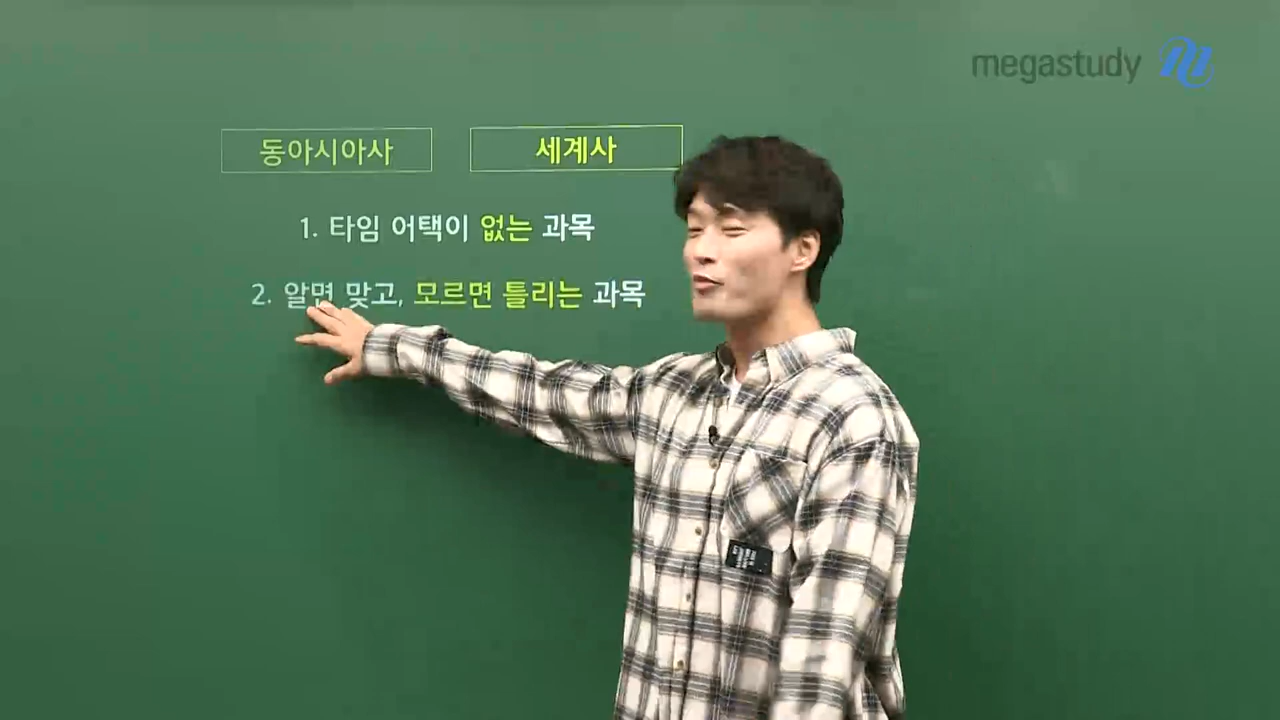 megastudy
동아시아사 세계사
1. 타임 어택이 없는 과목
2. 알면 맞고, 모르면 틀리는 과목